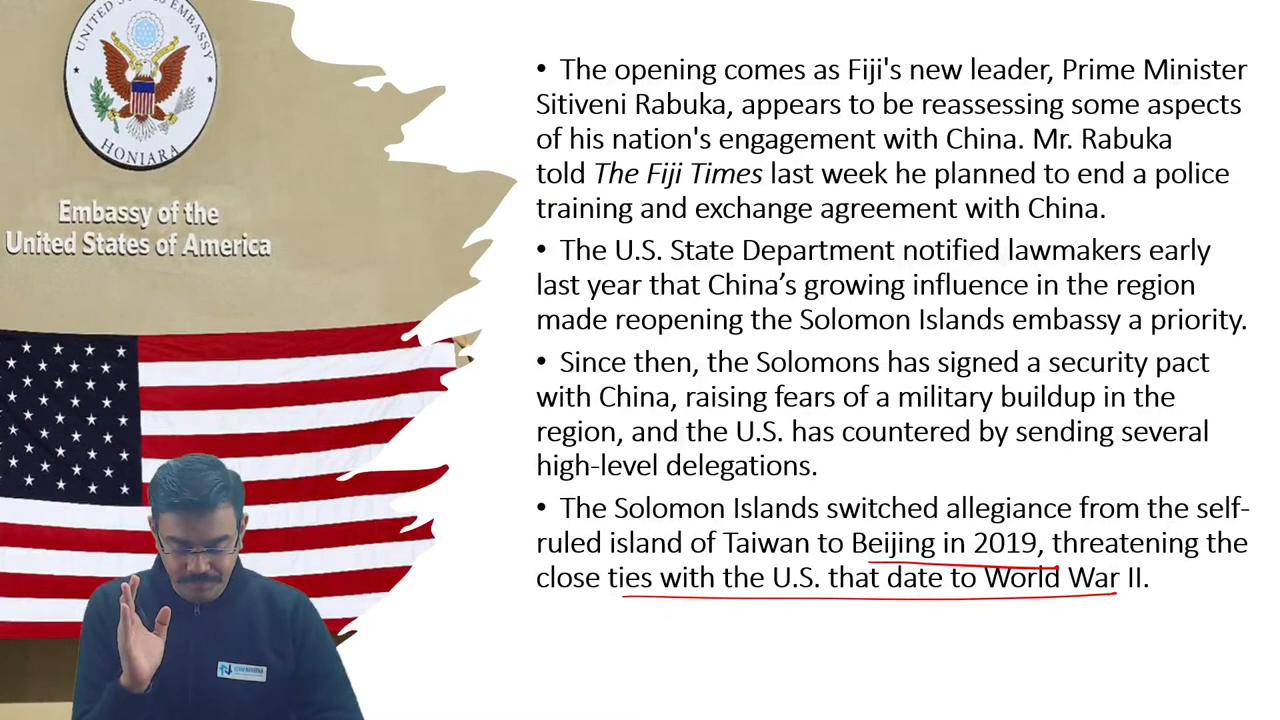 UNITED STATES EMBASSY
HONIARA
Embassy of the
United States of America
• The opening comes as Fiji's new leader, Prime Minister
Sitiveni Rabuka, appears to be reassessing some aspects
of his nation's engagement with China. Mr. Rabuka
told The Fiji Times last week he planned to end a police
training and exchange agreement with China.
• The U.S. State Department notified lawmakers early
last year that China’s growing influence in the region
made reopening the Solomon Islands embassy a priority.
• Since then, the Solomons has signed a security pact
with China, raising fears of a military buildup in the
region, and the U.S. has countered by sending several
high-level delegations.
• The Solomon Islands switched allegiance from the self-
ruled island of Taiwan to Beijing in 2019, threatening the
close ties with the U.S. that date to World War II.